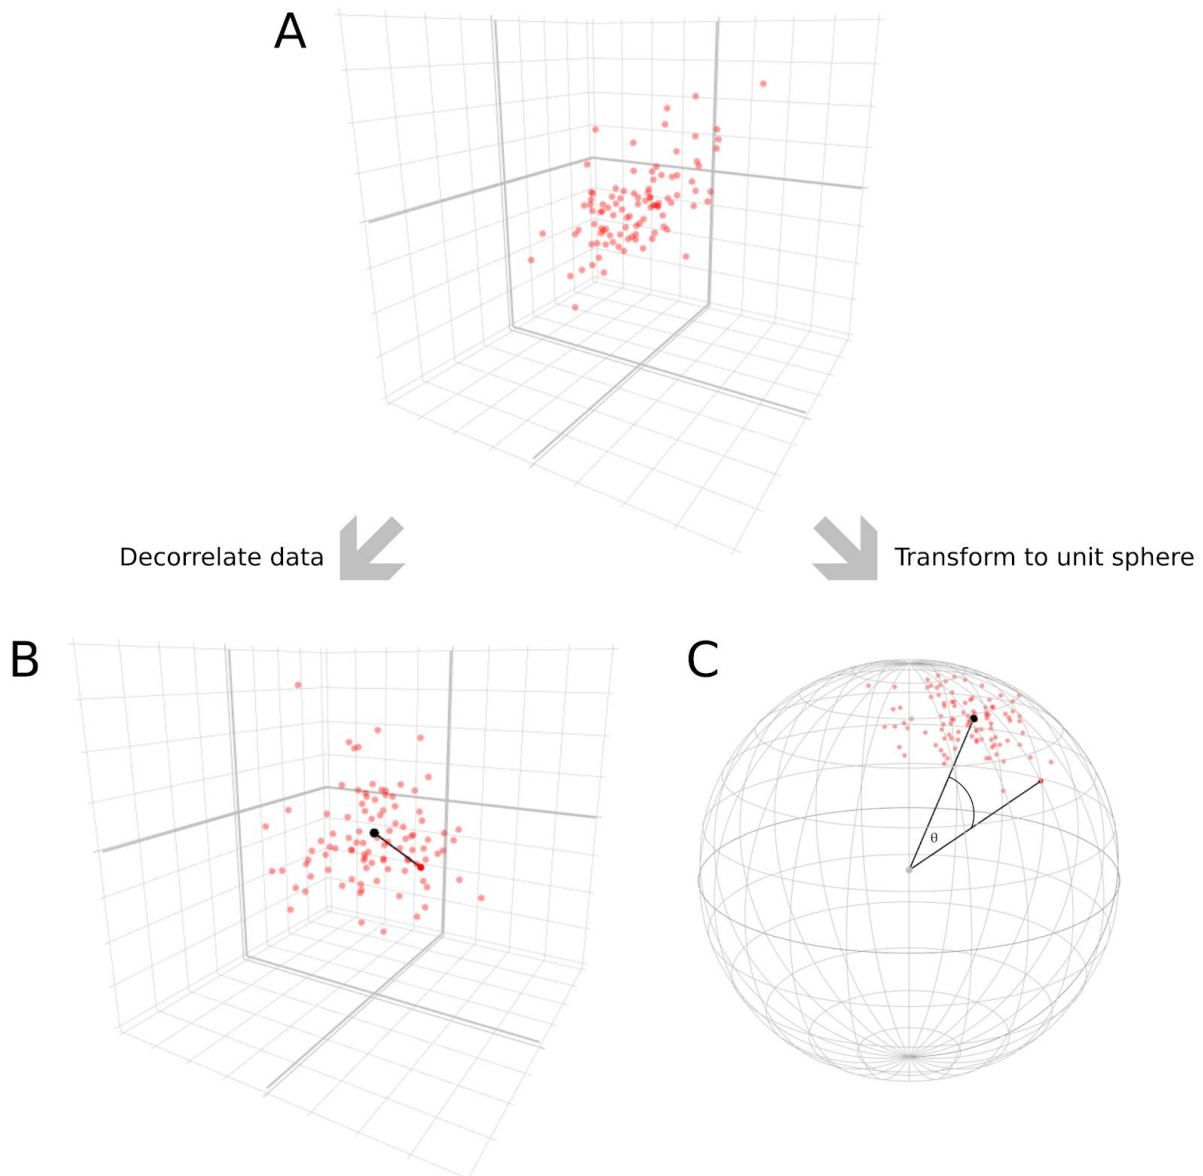 A
Decorrelate data
Transform to unit sphere
B
C
θ